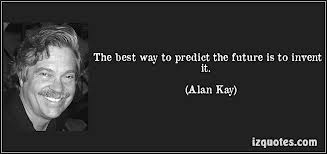 The best way to predict the future is to invent
it.
(Alan Kay)
izquotes.com